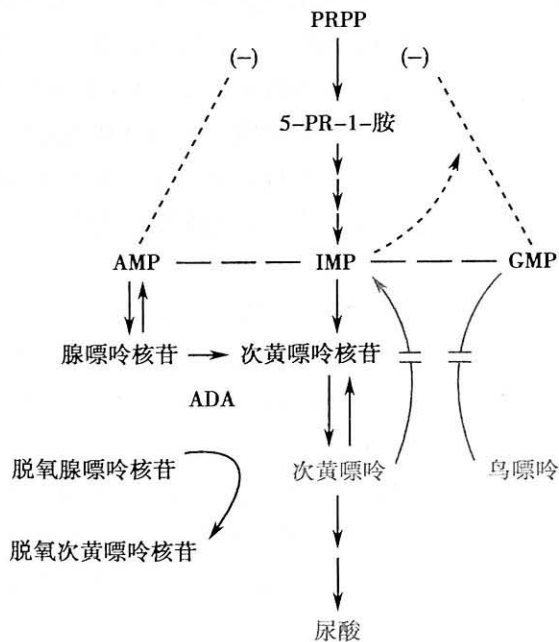 PRPP
(-) (-)
5-PR-1-胺
AMP IMP GMP
腺嘌呤核苷 次黄嘌呤核苷
ADA
脱氧腺嘌呤核苷 次黄嘌呤 鸟嘌呤
脱氧次黄嘌呤核苷
尿酸